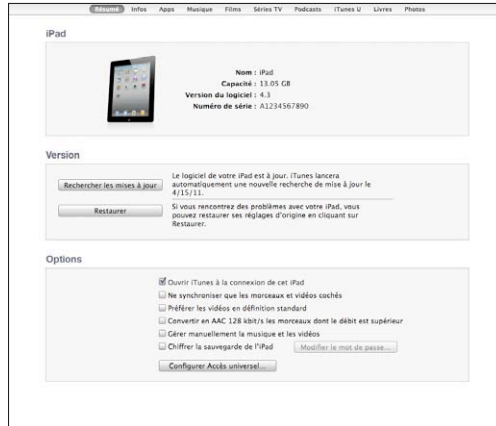 Résumé Infos Apps Musique Films Séries TV Podcasts iTunes U Livres Photos
iPad
Nom : iPad
Capacité : 13.05 GB
Version du logiciel : 4.3
Numéro de série : A1234567890
Version
Rechercher les mises à jour
Le logiciel de votre iPad est à jour. iTunes lancera
automatiquement une nouvelle recherche de mise à jour le
4/15/11.
Restaurer
Si vous rencontrez des problèmes avec votre iPad, vous
pouvez restaurer ses réglages d'origine en cliquant sur
Restaurer.
Options
Ouvrir iTunes à la connexion de cet iPad
Ne synchroniser que les morceaux et vidéos cochés
Préférer les vidéos en définition standard
Convertir en AAC 128 kbit/s les morceaux dont le débit est supérieur
Gérer manuellement la musique et les vidéos
Chiffrer la sauvegarde de l'iPad Modifier le mot de passe...
Configurer Accès universel...